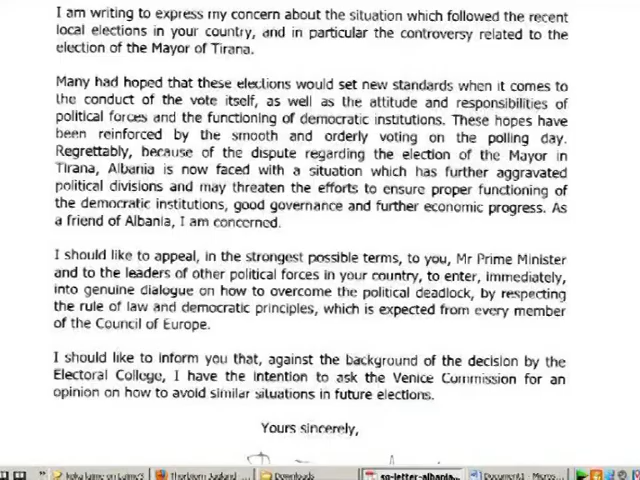 I am writing to express my concern about the situation which followed the recent
local elections in your country, and in particular the controversy related to the
election of the Mayor of Tirana.
Many had hoped that these elections would set new standards when it comes to
the conduct of the vote itself, as well as the attitude and responsibilities of
political forces and the functioning of democratic institutions. These hopes have
been reinforced by the smooth and orderly voting on the polling day.
Regrettably, because of the dispute regarding the election of the Mayor in
Tirana, Albania is now faced with a situation which has further aggravated
political divisions and may threaten the efforts to ensure proper functioning of
the democratic institutions, good governance and further economic progress. As
a friend of Albania, I am concerned.
I should like to appeal, in the strongest possible terms, to you, Mr Prime Minister
and to the leaders of other political forces in your country, to enter, immediately,
into genuine dialogue on how to overcome the political deadlock, by respecting
the rule of law and democratic principles, which is expected from every member
of the Council of Europe.
I should like to inform you that, against the background of the decision by the
Electoral College, I have the intention to ask the Venice Commission for an
opinion on how to avoid similar situations in future elections.
Yours sincerely,
Thorbjørn Jagland Downloads sg-letter-albania... Document1 - Micros...